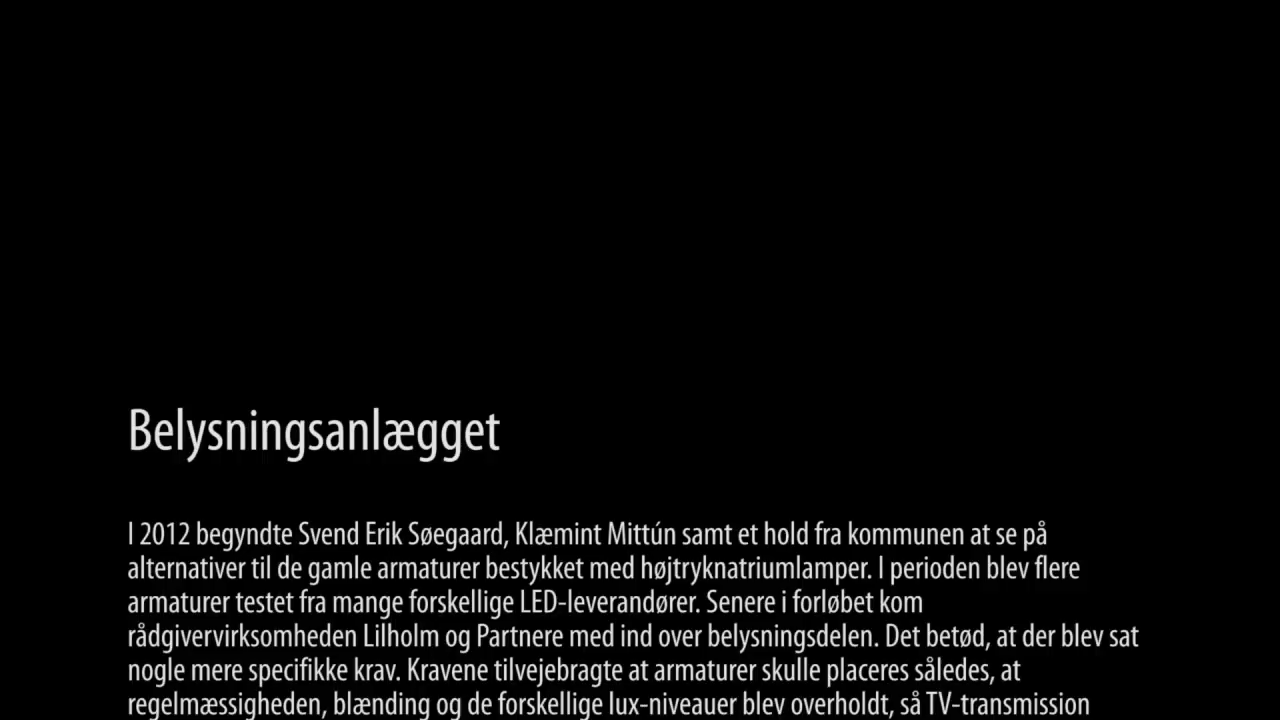 Belysningsanlægget
I 2012 begyndte Svend Erik Søegaard, Klæmint Mittún samt et hold fra kommunen at se på
alternativer til de gamle armaturer bestykket med højtryknatriumlamper. I perioden blev flere
armaturer testet fra mange forskellige LED-leverandører. Senere i forløbet kom
rådgivervirksomheden Lilholm og Partnere med ind over belysningsdelen. Det betød, at der blev sat
nogle mere specifikke krav. Kravene tilvejebragte at armaturer skulle placeres således, at
regelmæssigheden, blænding og de forskellige lux-niveauer blev overholdt, så TV-transmission